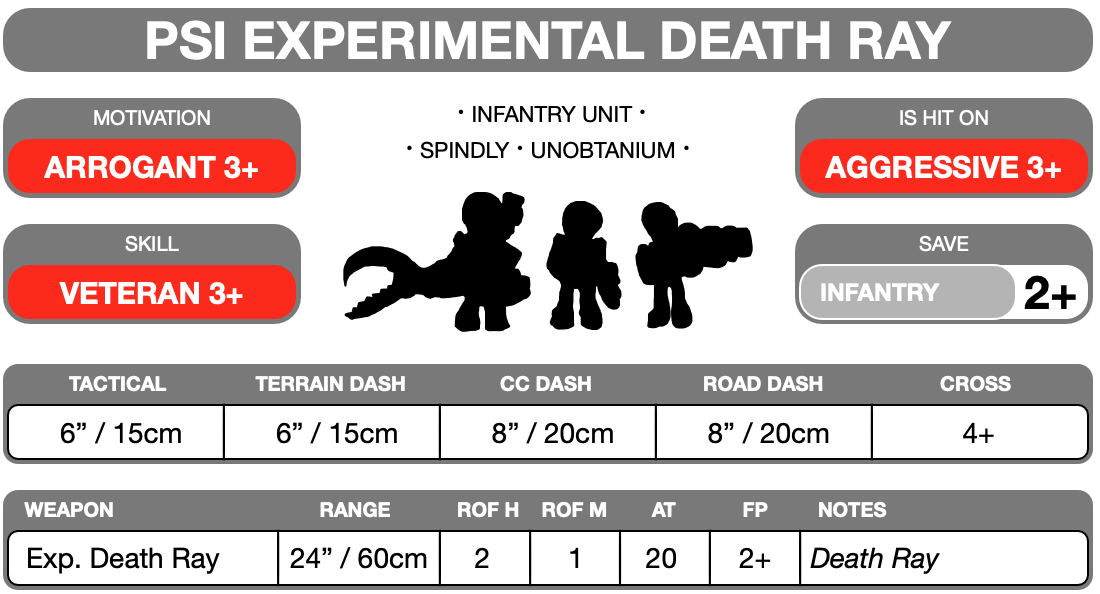 PSI EXPERIMENTAL DEATH RAY
MOTIVATION
ARROGANT 3+
SKILL
VETERAN 3+
• INFANTRY UNIT •
• SPINDLY • UNOBTANIUM •
IS HIT ON
AGGRESSIVE 3+
SAVE
INFANTRY 2+
TACTICAL TERRAIN DASH CC DASH ROAD DASH CROSS
6” / 15cm 6” / 15cm 8” / 20cm 8” / 20cm 4+
WEAPON RANGE ROF H ROF M AT FP NOTES
Exp. Death Ray 24” / 60cm 2 1 20 2+ Death Ray